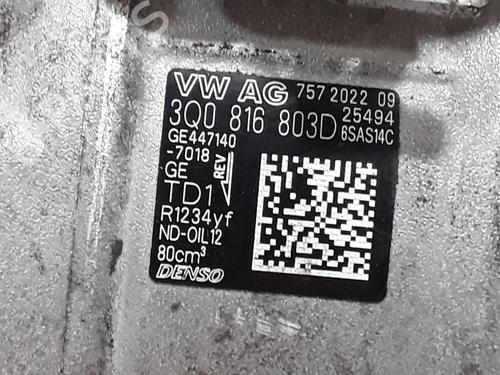 VW AG 757 2022 09
3Q0 816 803D 25494
6SAS14C
GE447140
-7018
REV
GE
TD1
R1234yf
ND-OIL12
80cm³
DENSO